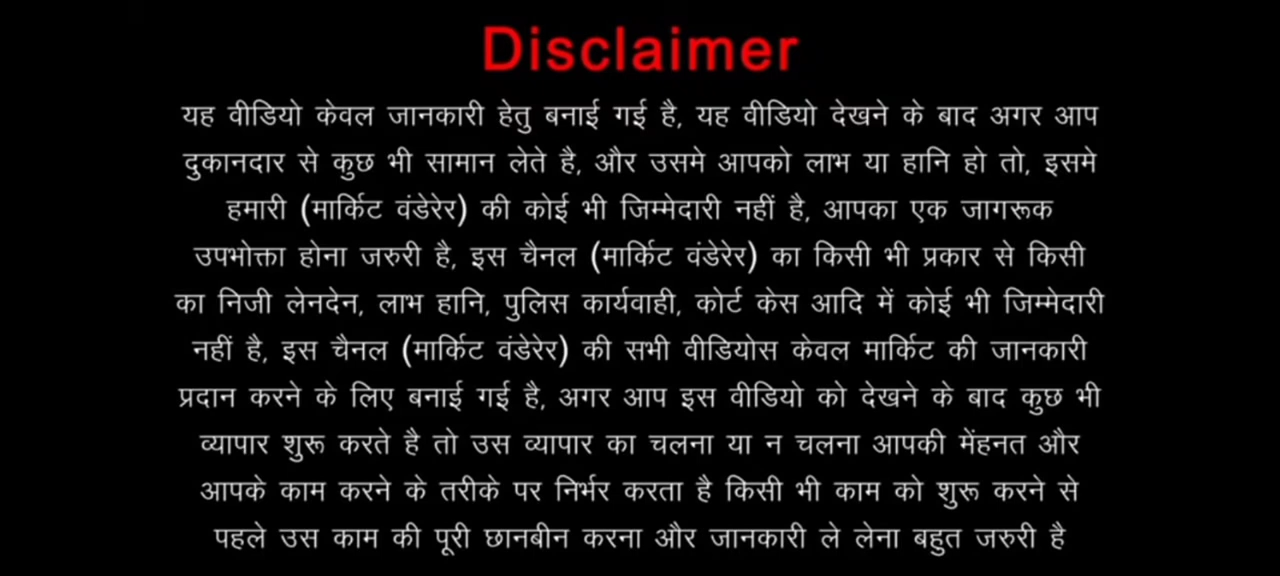 Disclaimer
यह वीडियो केवल जानकारी हेतु बनाई गई है, यह वीडियो देखने के बाद अगर आप
दुकानदार से कुछ भी सामान लेते है, और उसमे आपको लाभ या हानि हो तो, इसमे
हमारी (मार्किट वंडेरेर) की कोई भी जिम्मेदारी नहीं है, आपका एक जागरूक
उपभोक्ता होना जरुरी है, इस चैनल (मार्किट वंडेरेर) का किसी भी प्रकार से किसी
का निजी लेनदेन, लाभ हानि, पुलिस कार्यवाही, कोर्ट केस आदि में कोई भी जिम्मेदारी
नहीं है, इस चैनल (मार्किट वंडेरेर) की सभी वीडियोस केवल मार्किट की जानकारी
प्रदान करने के लिए बनाई गई है, अगर आप इस वीडियो को देखने के बाद कुछ भी
व्यापार शुरू करते है तो उस व्यापार का चलना या न चलना आपकी मेंहनत और
आपके काम करने के तरीके पर निर्भर करता है किसी भी काम को शुरू करने से
पहले उस काम की पूरी छानबीन करना और जानकारी ले लेना बहुत जरुरी है